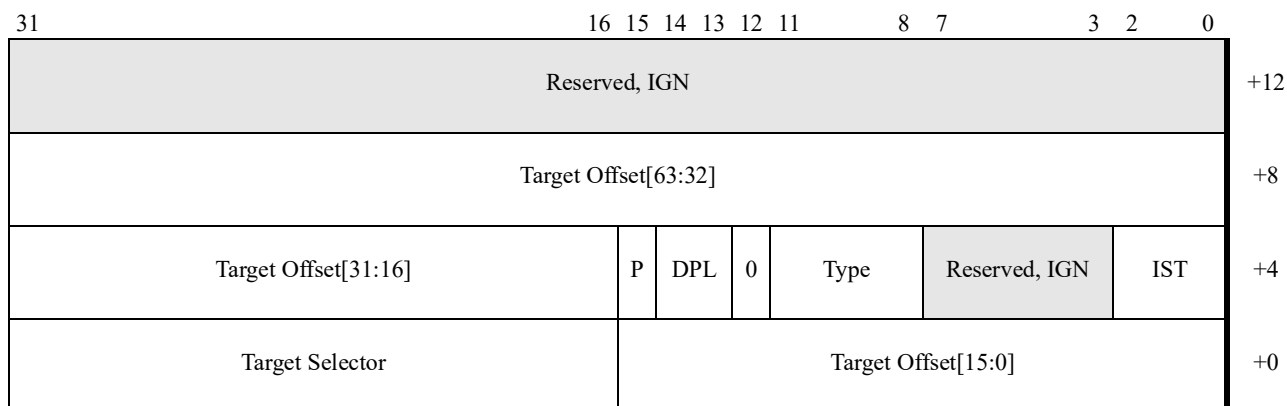 31 16 15 14 13 12 11 8 7 3 2 0
Reserved, IGN +12
Target Offset[63:32] +8
Target Offset[31:16] P DPL 0 Type Reserved, IGN IST +4
Target Selector Target Offset[15:0] +0